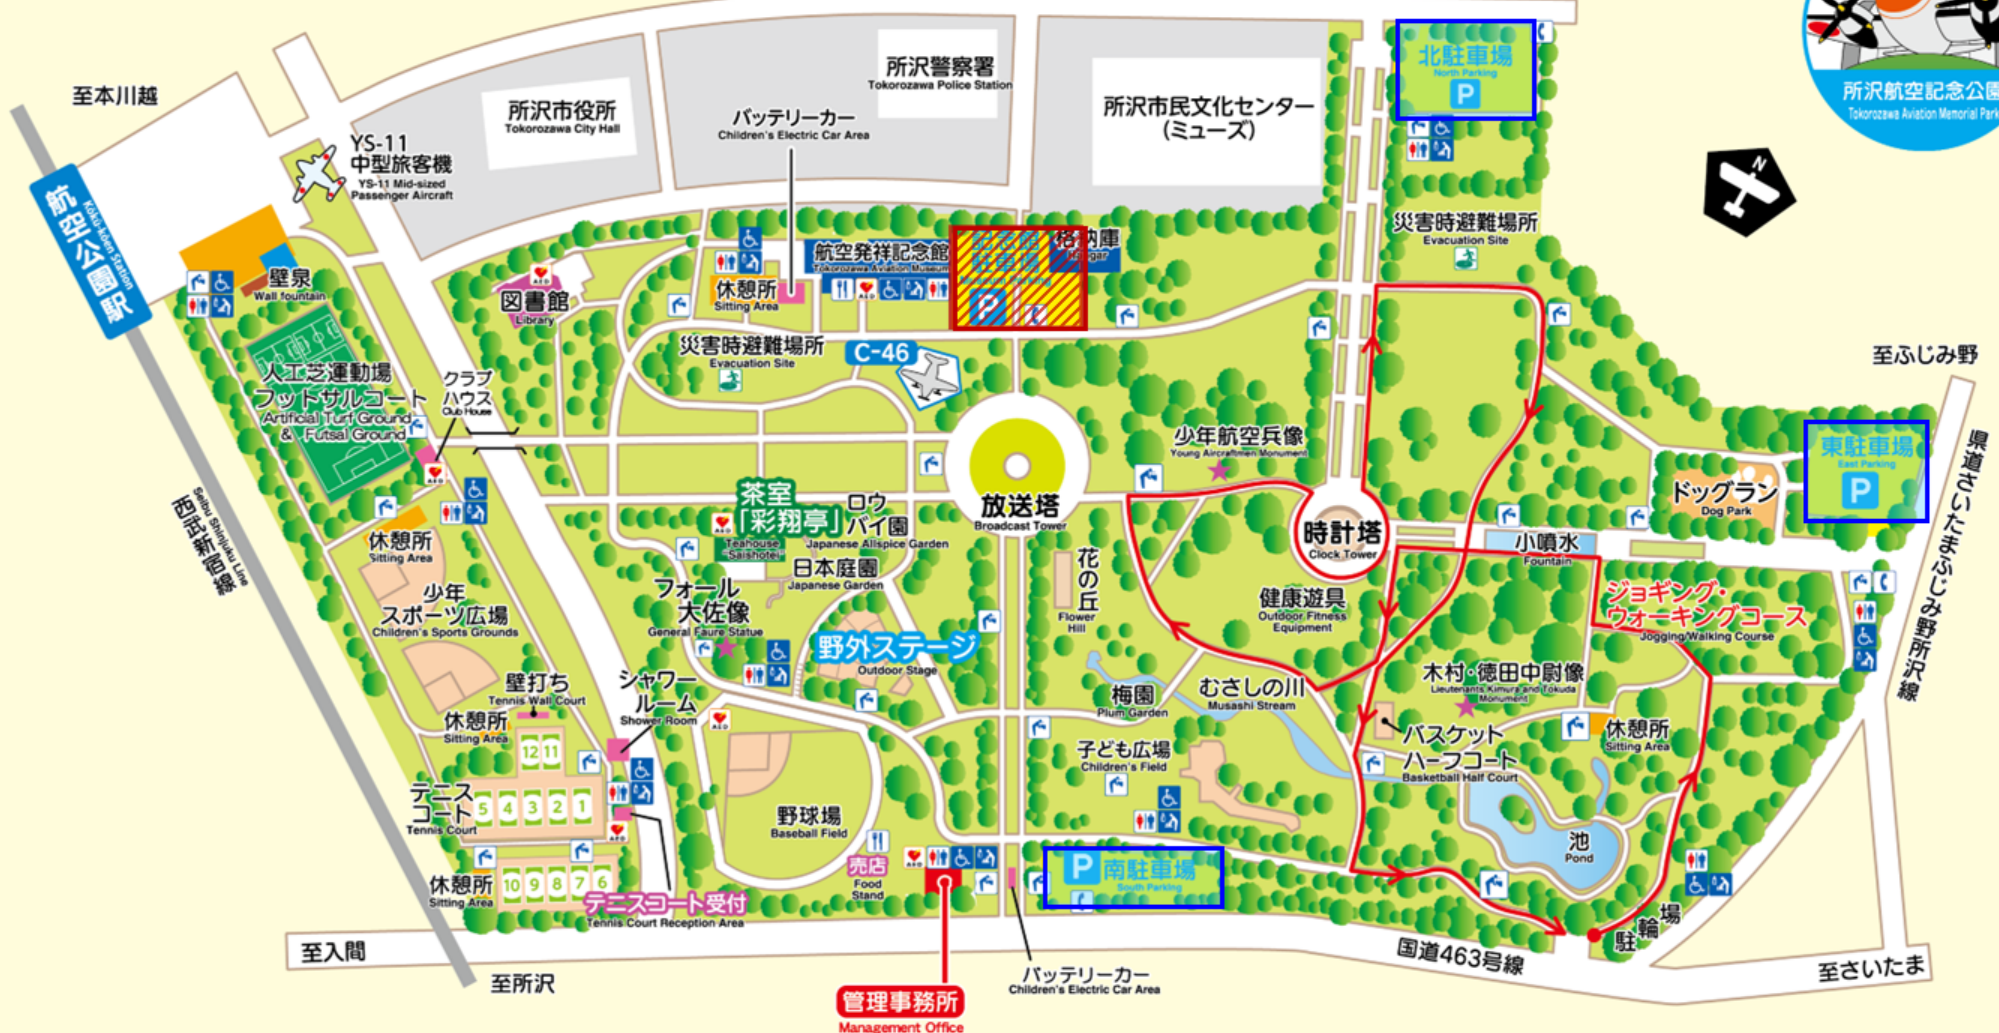 北駐車場
North Parking
P
所沢航空記念公園
Tokorozawa Aviation Memorial Park
至本川越
所沢市役所
Tokorozawa City Hall
所沢警察署
Tokorozawa Police Station
バッテリーカー
Children's Electric Car Area
所沢市民文化センター
(ミューズ)
YS-11
中型旅客機
YS-11 Mid-sized
Passenger Aircraft
N
航空公園駅
Kōkū-kōen Station
災害時避難場所
Evacuation Site
壁泉
Wall fountain
図書館
Library
AED
休憩所
Sitting Area
航空発祥記念館
Tokorozawa Aviation Museum
AED
記念館
駐車場
P
格納庫
Hangar
災害時避難場所
Evacuation Site
C-46
人工芝運動場
フットサルコート
Artificial Turf Ground
& Futsal Ground
クラブ
ハウス
Club House
AED
至ふじみ野
県道さいたまふじみ野所沢線
東駐車場
East Parking
P
ドッグラン
Dog Park
少年航空兵像
Young Aircraftmen Monument
放送塔
Broadcast Tower
時計塔
Clock Tower
小噴水
Fountain
西武新宿線
Seibu Shinjuku Line
休憩所
Sitting Area
茶室
「彩翔亭」
Teahouse
"Saishotei"
AED
ロウ
バイ園
Japanese Allspice Garden
日本庭園
Japanese Garden
花の丘
Flower
Hill
健康遊具
Outdoor Fitness
Equipment
ジョギング・
ウォーキングコース
Jogging/Walking Course
少年
スポーツ広場
Children's Sports Grounds
フォール
大佐像
General Faure Statue
野外ステージ
Outdoor Stage
木村・徳田中尉像
Lieutenants Kimura and Tokuda
Monument
壁打ち
Tennis Wall Court
シャワー
ルーム
Shower Room
AED
梅園
Plum Garden
むさしの川
Musashi Stream
休憩所
Sitting Area
休憩所
Sitting Area
バスケット
ハーフコート
Basketball Half Court
子ども広場
Children's Field
12 11
テニス
コート
Tennis Court
5 4 3 2 1
AED
野球場
Baseball Field
池
Pond
売店
Food
Stand
AED
P 南駐車場
South Parking
休憩所
Sitting Area
10 9 8 7 6
テニスコート受付
Tennis Court Reception Area
駐輪場
至入間
至所沢
国道463号線
至さいたま
バッテリーカー
Children's Electric Car Area
管理事務所
Management Office